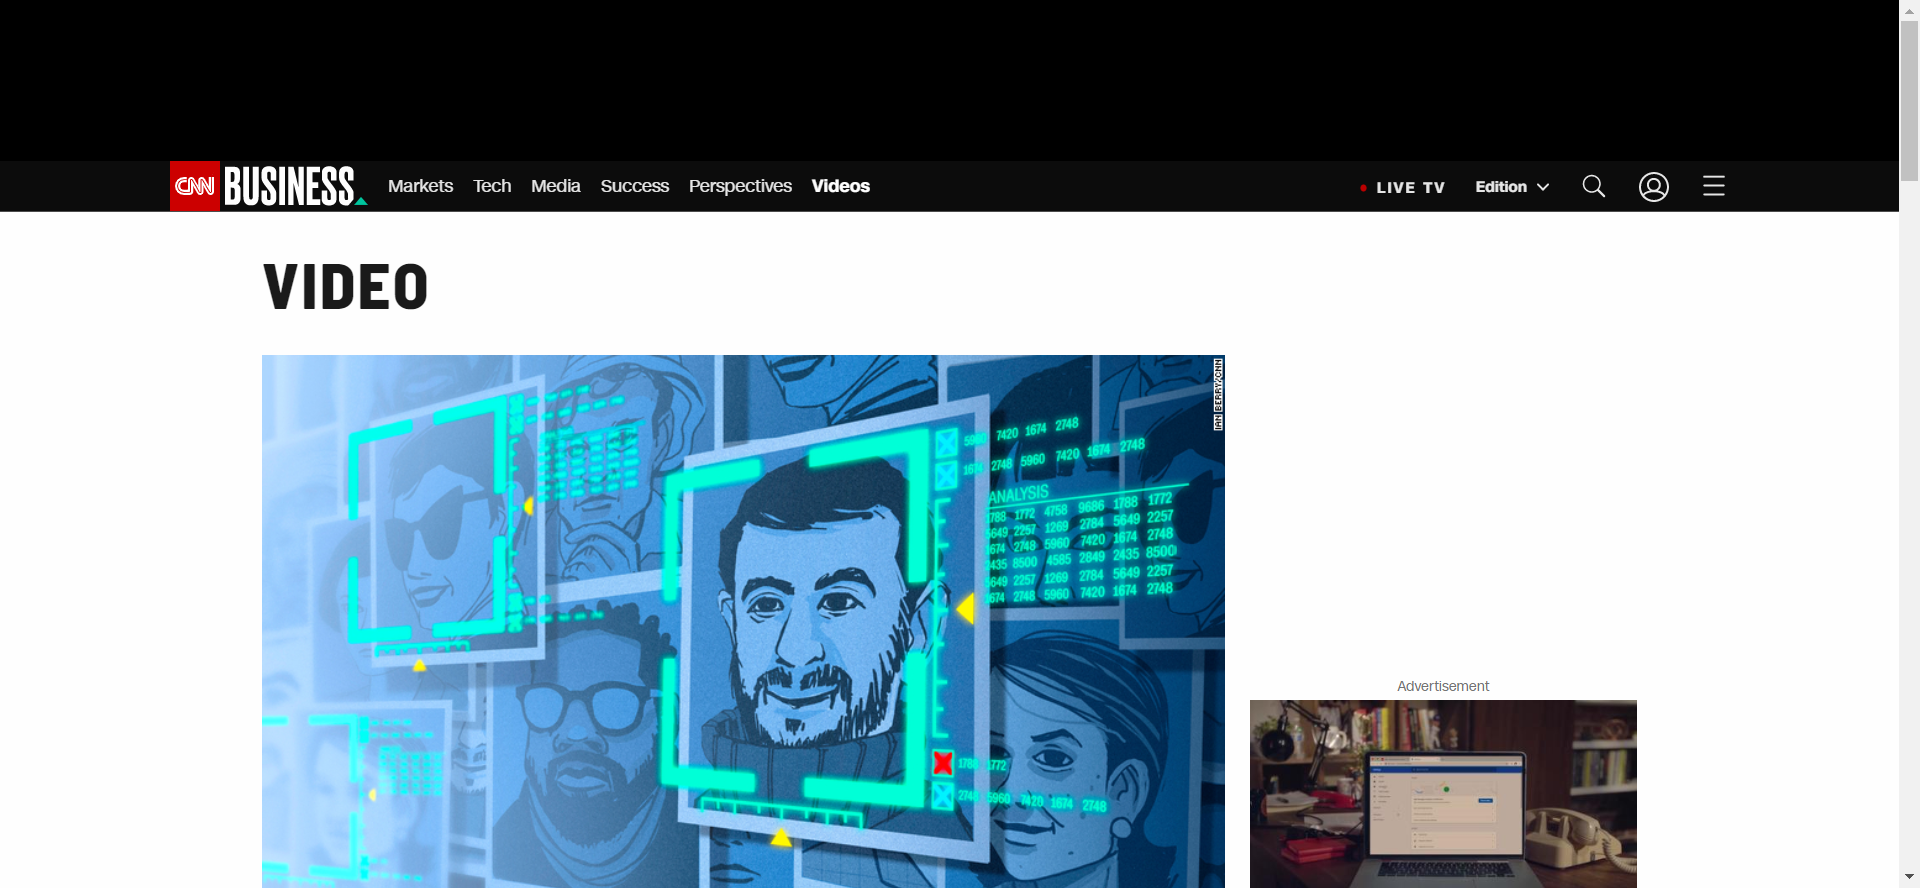 CNN BUSINESS Markets Tech Media Success Perspectives Videos LIVE TV Edition
VIDEO
IAN BERRY/CNN
5960 7420 1674 2748
1674 2748 5960 7420 1674 2748
ANALYSIS
1788 1772 4758 9686 1788 1772
5649 2257 1269 2784 5649 2257
1674 2748 5960 7420 1674 2748
2435 8500 4585 2849 2435 8500
5649 2257 1269 2784 5649 2257
1674 2748 5960 7420 1674 2748
1788 1772
2748 5960 7420 1674 2748
Advertisement